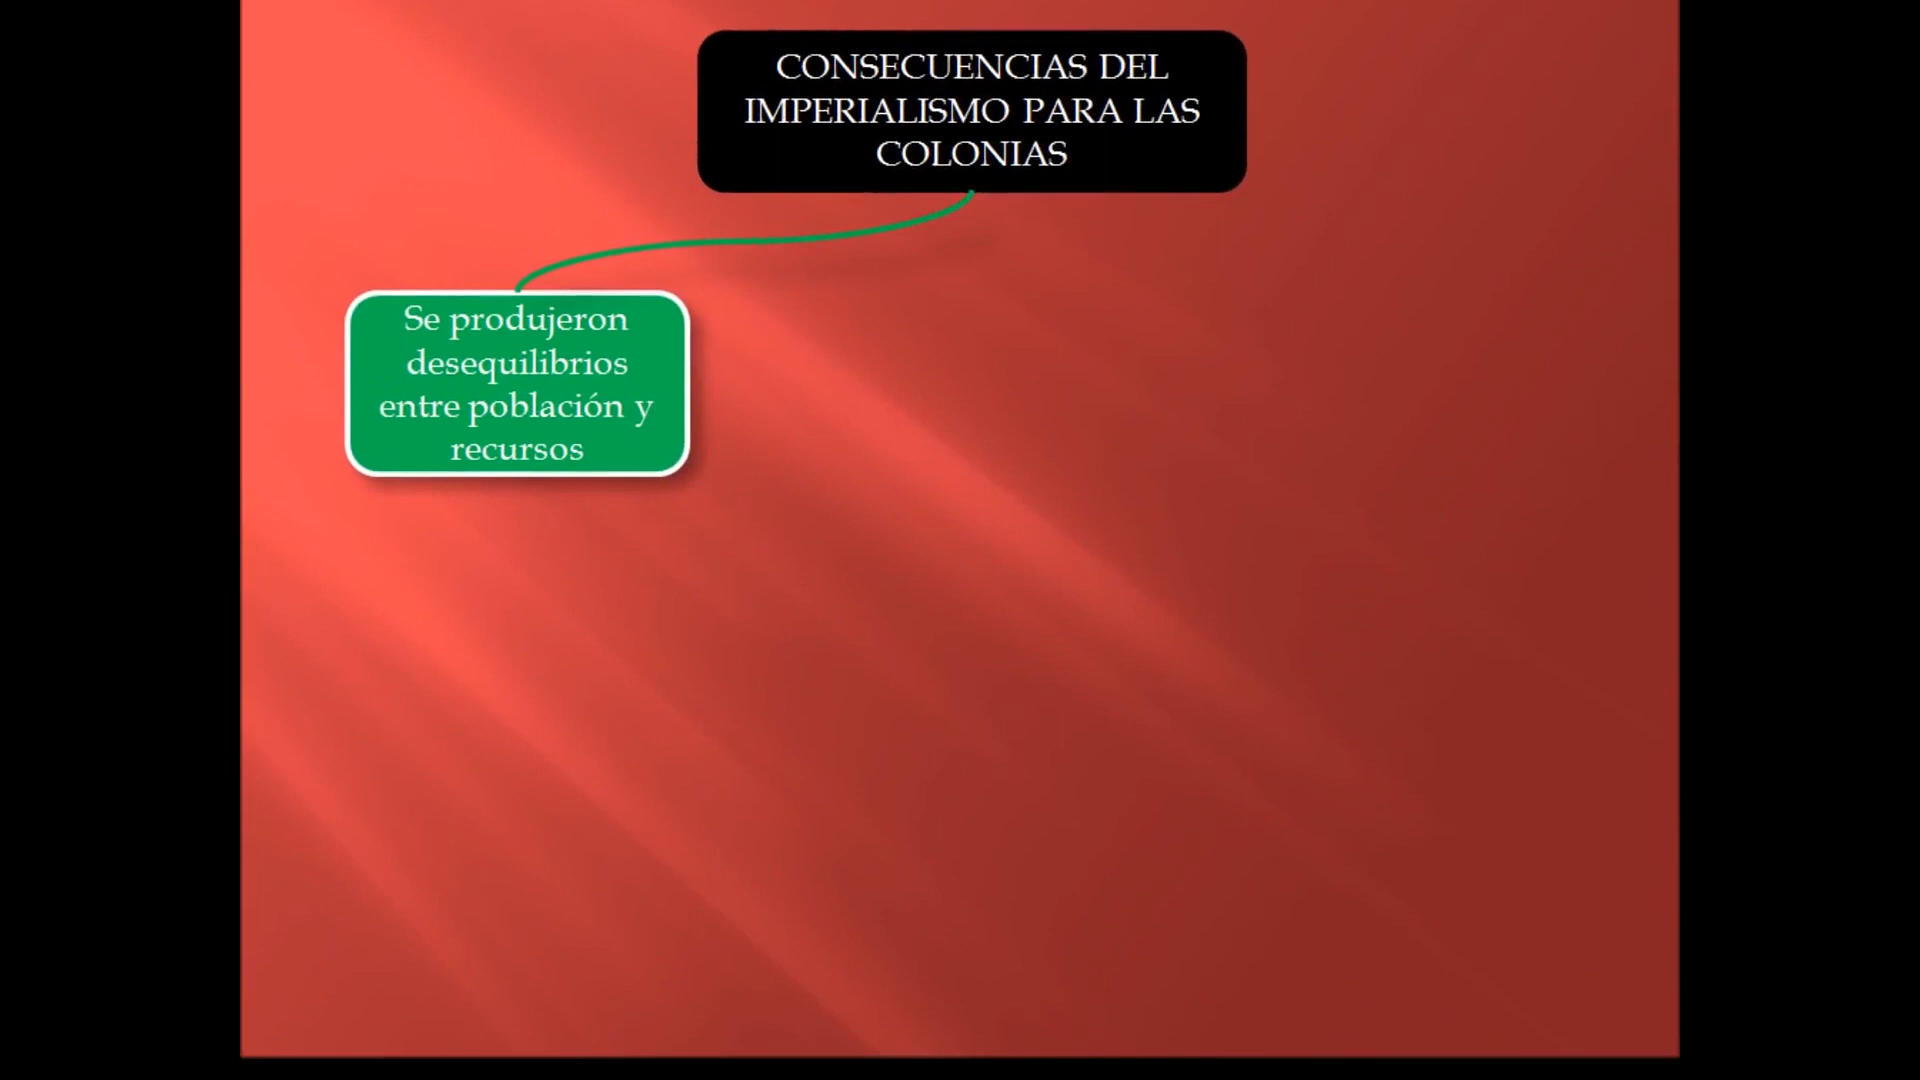 CONSECUENCIAS DEL
IMPERIALISMO PARA LAS
COLONIAS
Se produjeron
desequilibrios
entre población y
recursos